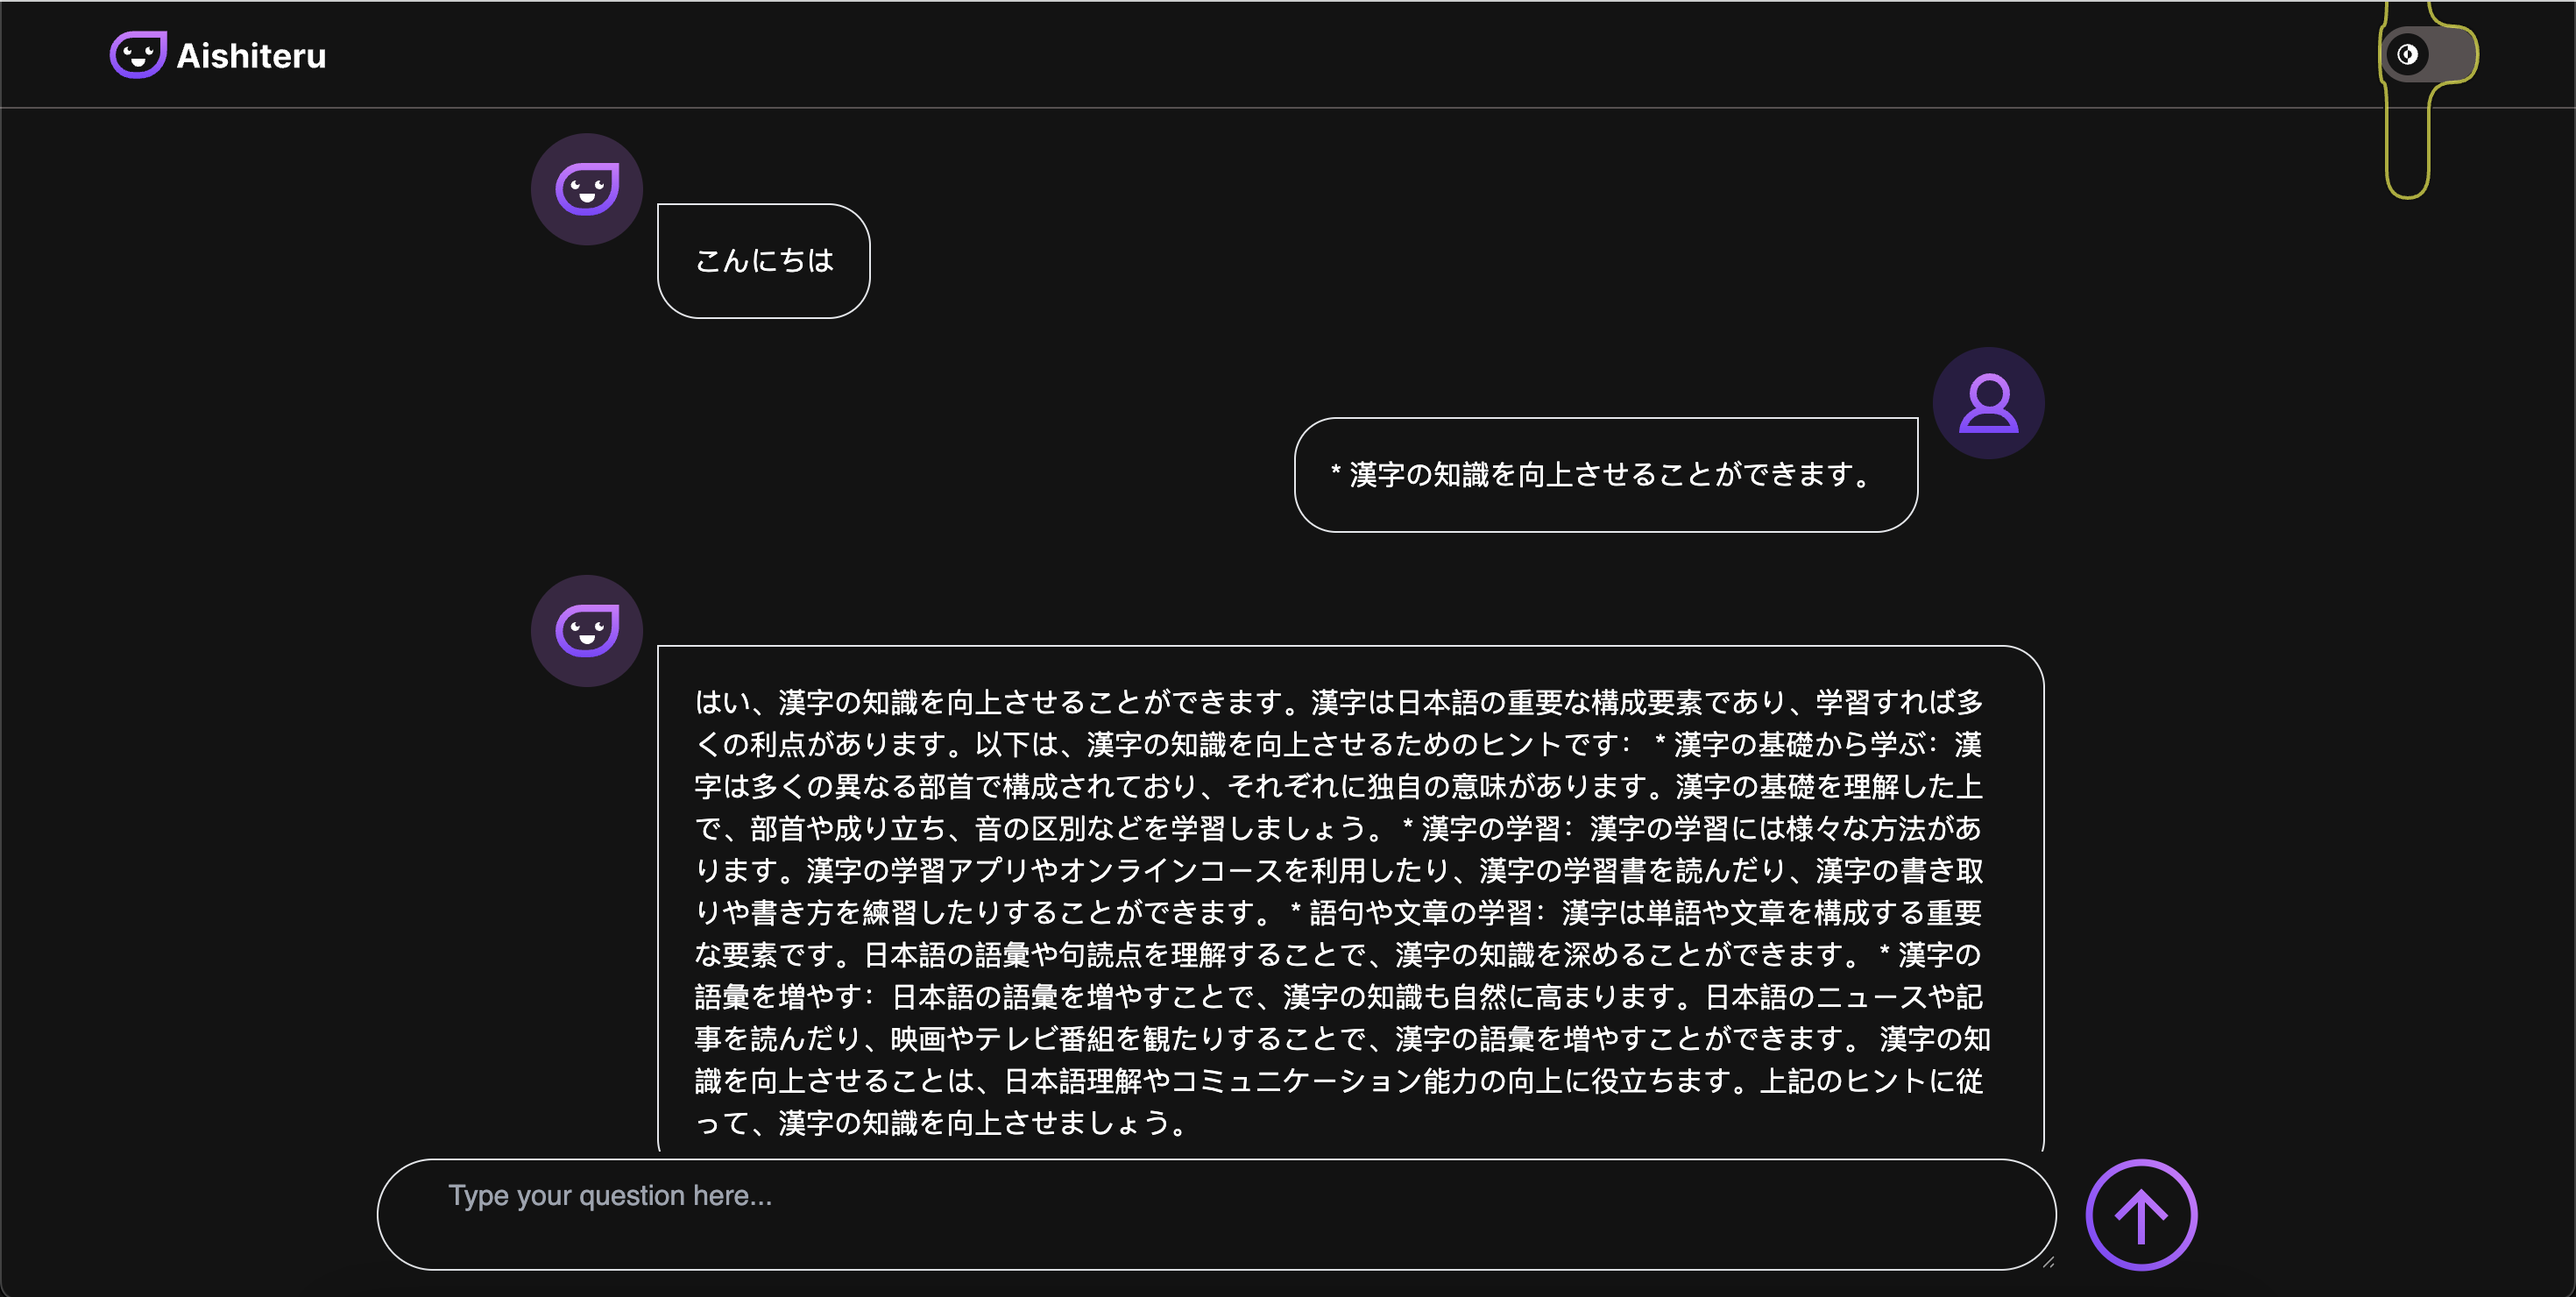 Aishiteru
こんにちは
* 漢字の知識を向上させることができます。
はい、漢字の知識を向上させることができます。漢字は日本語の重要な構成要素であり、学習すれば多
くの利点があります。以下は、漢字の知識を向上させるためのヒントです： * 漢字の基礎から学ぶ：漢
字は多くの異なる部首で構成されており、それぞれに独自の意味があります。漢字の基礎を理解した上
で、部首や成り立ち、音の区別などを学習しましょう。 * 漢字の学習：漢字の学習には様々な方法があ
ります。漢字の学習アプリやオンラインコースを利用したり、漢字の学習書を読んだり、漢字の書き取
りや書き方を練習したりすることができます。 * 語句や文章の学習：漢字は単語や文章を構成する重要
な要素です。日本語の語彙や句読点を理解することで、漢字の知識を深めることができます。 * 漢字の
語彙を増やす：日本語の語彙を増やすことで、漢字の知識も自然に高まります。日本語のニュースや記
事を読んだり、映画やテレビ番組を観たりすることで、漢字の語彙を増やすことができます。 漢字の知
識を向上させることは、日本語理解やコミュニケーション能力の向上に役立ちます。上記のヒントに従
って、漢字の知識を向上させましょう。
Type your question here...